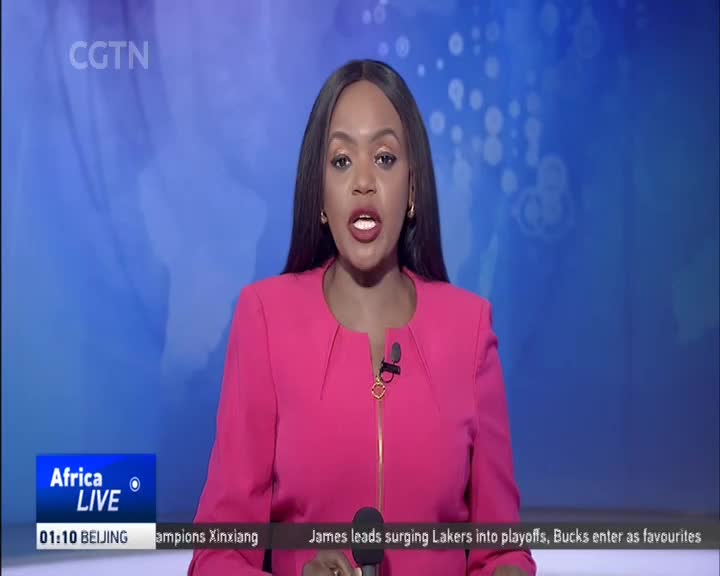 CGTN
Africa
LIVE
01:10 BEIJING
ampions Xinxiang James leads surging Lakers into playoffs, Bucks enter as favourites